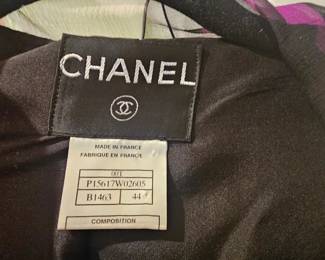 CHANEL
MADE IN FRANCE
FABRIQUE EN FRANCE
001
P15617W02605
B1463 44
COMPOSITION